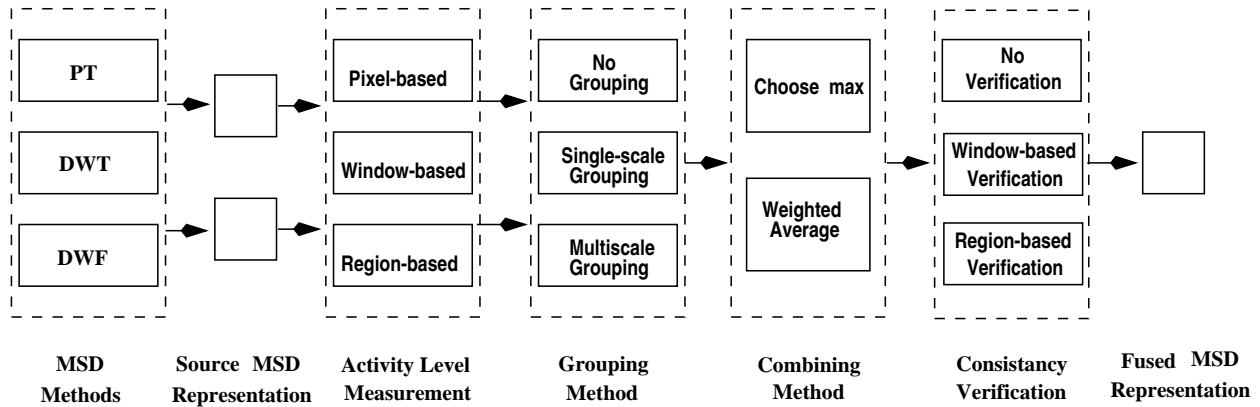 PT
DWT
DWF
Pixel-based
Window-based
Region-based
No
Grouping
Single-scale
Grouping
Multiscale
Grouping
Choose max
Weighted
Average
No
Verification
Window-based
Verification
Region-based
Verification
MSD
Methods
Source MSD
Representation
Activity Level
Measurement
Grouping
Method
Combining
Method
Consistancy
Verification
Fused MSD
Representation